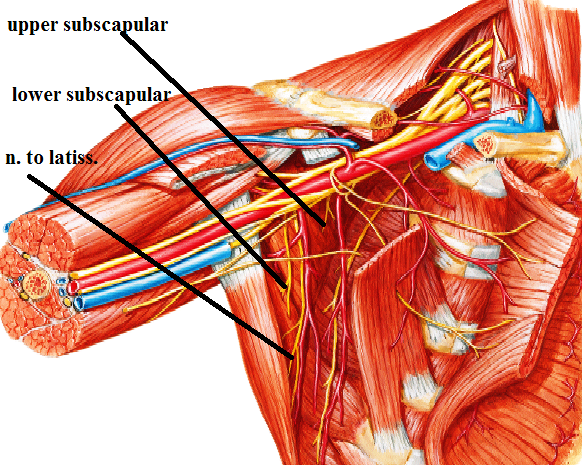 upper subscapular
lower subscapular
n. to latiss.